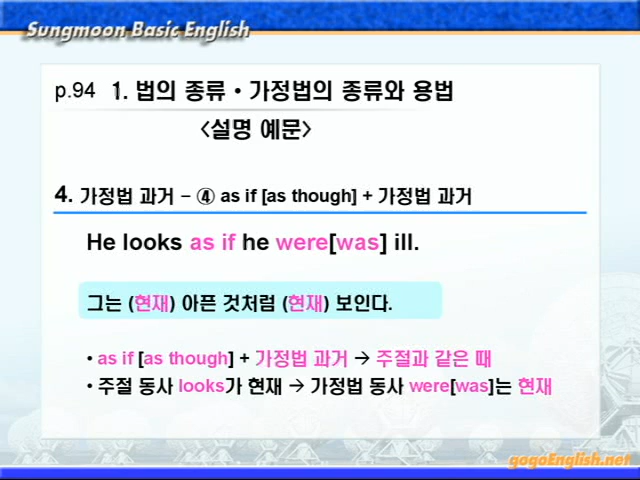 Sungmoon Basic English
p.94 1. 법의 종류 • 가정법의 종류와 용법
<설명 예문>
4. 가정법 과거 – ④ as if [as though] + 가정법 과거
He looks as if he were[was] ill.
그는 (현재) 아픈 것처럼 (현재) 보인다.
• as if [as though] + 가정법 과거 → 주절과 같은 때
• 주절 동사 looks가 현재 → 가정법 동사 were[was]는 현재
gogoEnglish.net